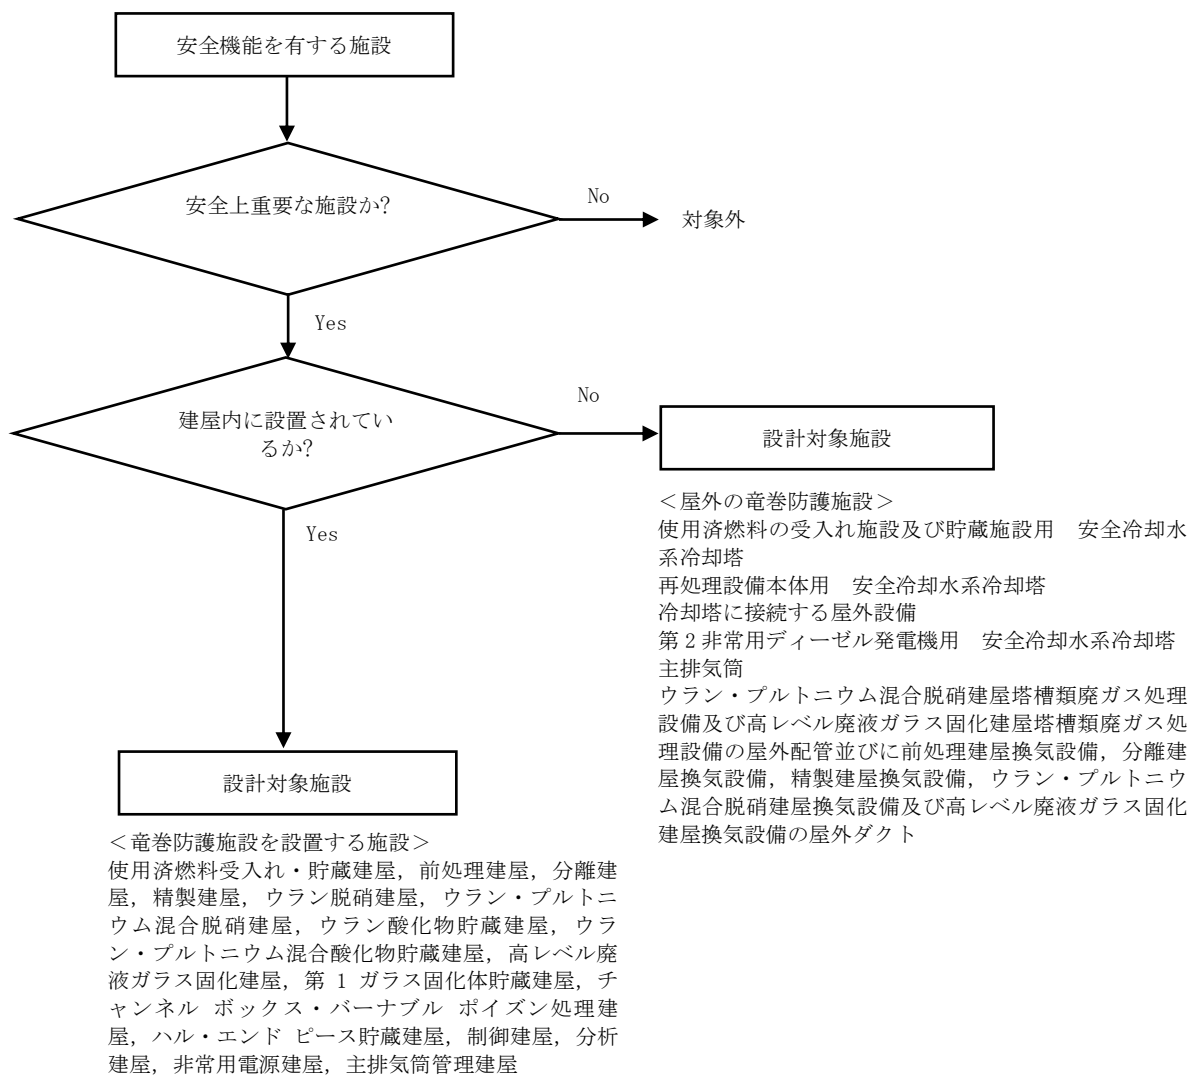 安全機能を有する施設
安全上重要な施設か?
No
対象外
Yes
建屋内に設置されてい
るか?
No
設計対象施設
＜屋外の竜巻防護施設＞
使用済燃料の受入れ施設及び貯蔵施設用　安全冷却水
系冷却塔
再処理設備本体用　安全冷却水系冷却塔
冷却塔に接続する屋外設備
第２非常用ディーゼル発電機用　安全冷却水系冷却塔
主排気筒
ウラン・プルトニウム混合脱硝建屋塔槽類廃ガス処理
設備及び高レベル廃液ガラス固化建屋塔槽類廃ガス処
理設備の屋外配管並びに前処理建屋換気設備，分離建
屋換気設備，精製建屋換気設備，ウラン・プルトニウ
ム混合脱硝建屋換気設備及び高レベル廃液ガラス固化
建屋換気設備の屋外ダクト
Yes
設計対象施設
＜竜巻防護施設を設置する施設＞
使用済燃料受入れ・貯蔵建屋，前処理建屋，分離建
屋，精製建屋，ウラン脱硝建屋，ウラン・プルトニ
ウム混合脱硝建屋，ウラン酸化物貯蔵建屋，ウラ
ン・プルトニウム混合酸化物貯蔵建屋，高レベル廃
液ガラス固化建屋，第 1 ガラス固化体貯蔵建屋，チ
ャンネル ボックス・バーナブル ポイズン処理建
屋，ハル・エンド ピース貯蔵建屋，制御建屋，分析
建屋，非常用電源建屋，主排気筒管理建屋